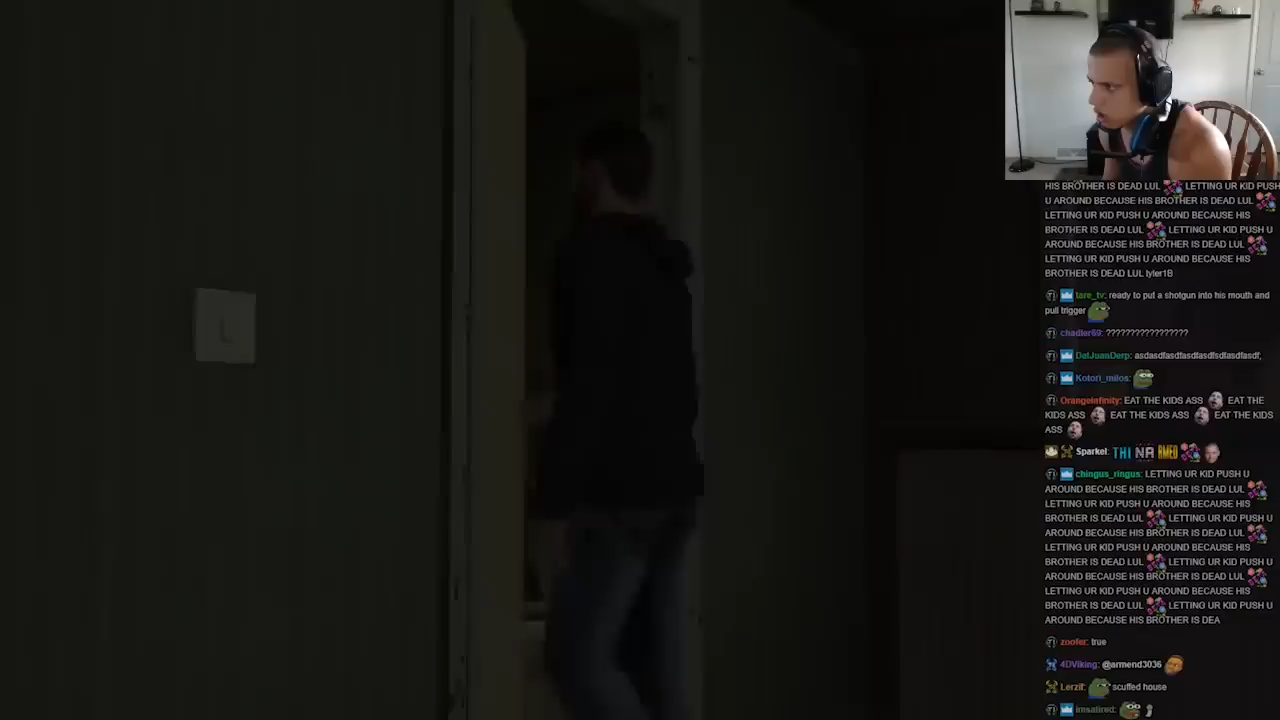 HIS BROTHER IS DEAD LUL LETTING UR KID PUSH
U AROUND BECAUSE HIS BROTHER IS DEAD LUL
LETTING UR KID PUSH U AROUND BECAUSE HIS
BROTHER IS DEAD LUL LETTING UR KID PUSH U
AROUND BECAUSE HIS BROTHER IS DEAD LUL
LETTING UR KID PUSH U AROUND BECAUSE HIS
BROTHER IS DEAD LUL tyler1B
tare_tv: ready to put a shotgun into his mouth and
pull trigger
chadler69: ?????????????????
DatJuanDerp: asdasdfasdfasdfasdfsdfasdfasdf,
Kotori_milos:
OrangeInfinity: EAT THE KIDS ASS EAT THE
KIDS ASS EAT THE KIDS ASS EAT THE KIDS
ASS
Sparkel: THI NA RMEO
chingus_ringus: LETTING UR KID PUSH U
AROUND BECAUSE HIS BROTHER IS DEAD LUL
LETTING UR KID PUSH U AROUND BECAUSE HIS
BROTHER IS DEAD LUL LETTING UR KID PUSH U
AROUND BECAUSE HIS BROTHER IS DEAD LUL
LETTING UR KID PUSH U AROUND BECAUSE HIS
BROTHER IS DEAD LUL LETTING UR KID PUSH U
AROUND BECAUSE HIS BROTHER IS DEAD LUL
LETTING UR KID PUSH U AROUND BECAUSE HIS
BROTHER IS DEAD LUL LETTING UR KID PUSH U
AROUND BECAUSE HIS BROTHER IS DEA
zoofer: true
4DViking: @armend3036
Lerzif: scuffed house
imsatired: